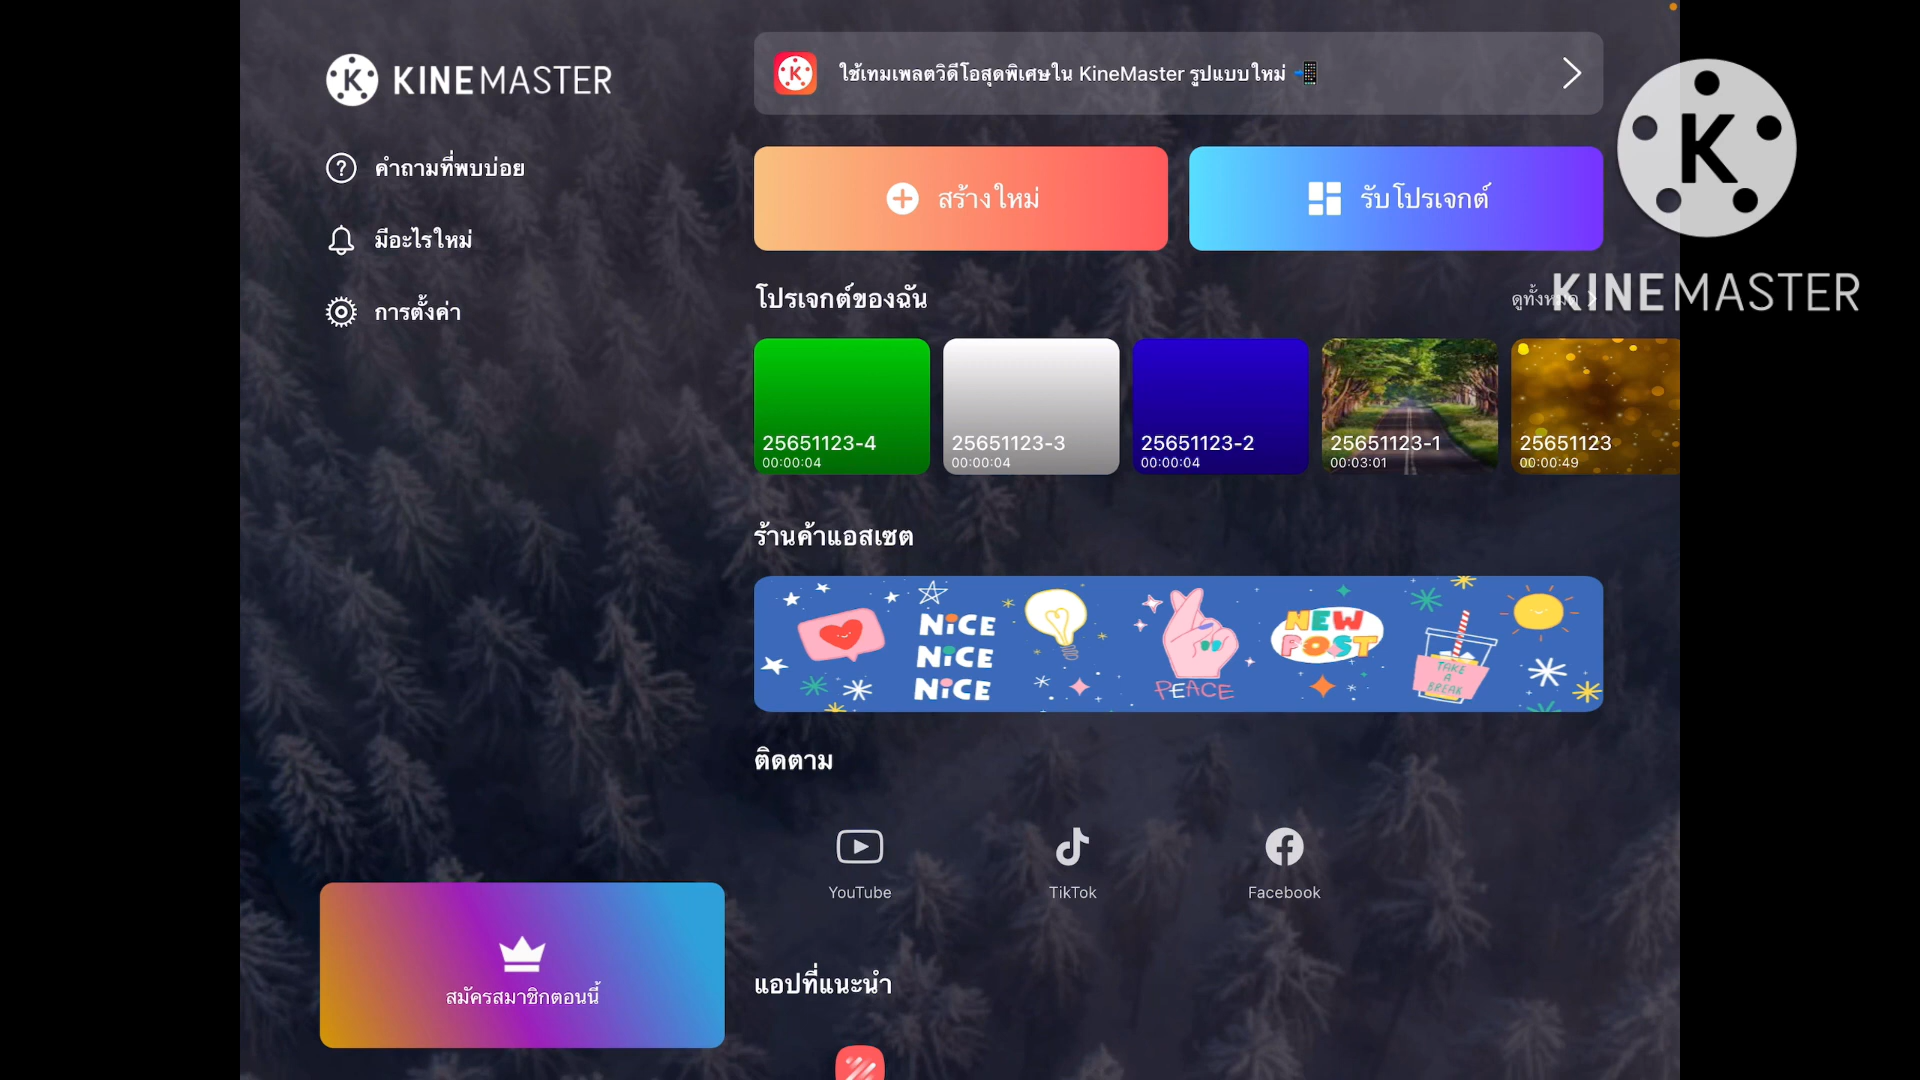 KINEMASTER
คำถามที่พบบ่อย
มีอะไรใหม่
การตั้งค่า
สมัครสมาชิกตอนนี้
ใช้เทมเพลตวิดีโอสุดพิเศษใน KineMaster รูปแบบใหม่
สร้างใหม่
รับโปรเจกต์
โปรเจกต์ของฉัน
ดูทั้งหมด
25651123-4
00:00:04
25651123-3
00:00:04
25651123-2
00:00:04
25651123-1
00:03:01
25651123
00:00:49
ร้านค้าแอสเซต
NiCE
NiCE
NiCE
PEACE
NEW
POST
TAKE
A
BREAK
ติดตาม
YouTube
TikTok
Facebook
แอปที่แนะนำ
K
KINEMASTER